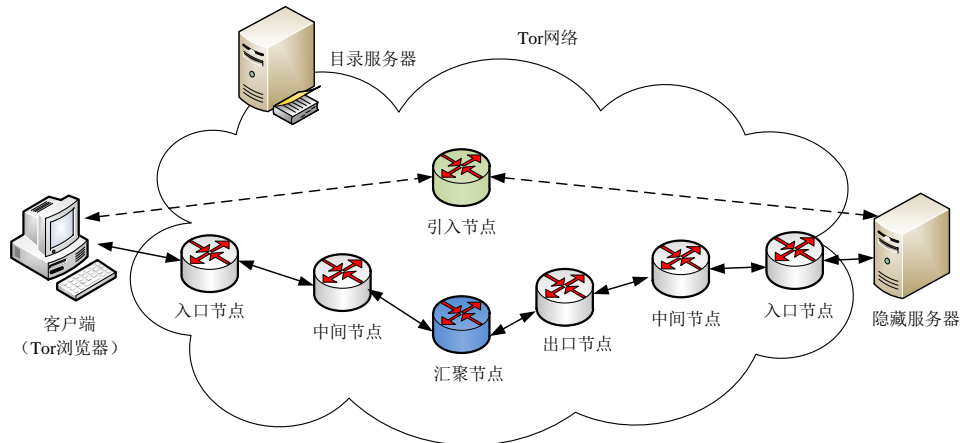 Tor网络
目录服务器
引入节点
入口节点
中间节点
汇聚节点
出口节点
中间节点
入口节点
客户端
（Tor浏览器）
隐藏服务器